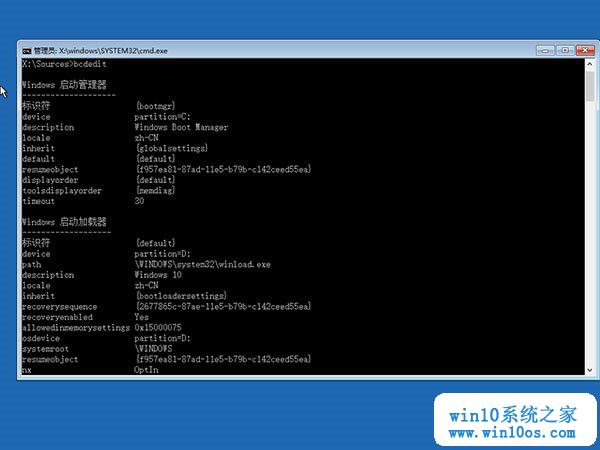 管理员: X:\windows\SYSTEM32\cmd.exe
X:\Sources>bcdedit
Windows 启动管理器
--------------------
标识符 {bootmgr}
device partition=C:
description Windows Boot Manager
locale zh-CN
inherit {globalsettings}
default {default}
resumeobject {f957ea81-87ad-11e5-b79b-c142ceed55ea}
displayorder {default}
toolsdisplayorder {memdiag}
timeout 30
Windows 启动加载器
-------------------
标识符 {default}
device partition=D:
path \WINDOWS\system32\winload.exe
description Windows 10
locale zh-CN
inherit {bootloadersettings}
recoverysequence {2677865c-87ae-11e5-b79b-c142ceed55ea}
recoveryenabled Yes
allowedinmemorysettings 0x15000075
osdevice partition=D:
systemroot \WINDOWS
resumeobject {f957ea81-87ad-11e5-b79b-c142ceed55ea}
nx OptIn
win10系统之家
www.win10os.com